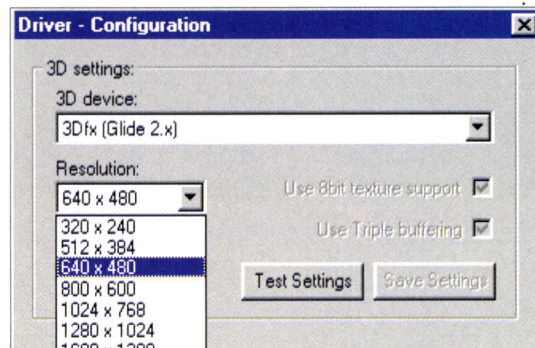 Driver - Configuration
3D settings:
3D device:
3Dfx (Glide 2.x)
Resolution:
640 x 480
Use 8bit texture support
320 x 240
Use Triple buffering
512 x 384
640 x 480
Test Settings
Save Settings
800 x 600
1024 x 768
1280 x 1024